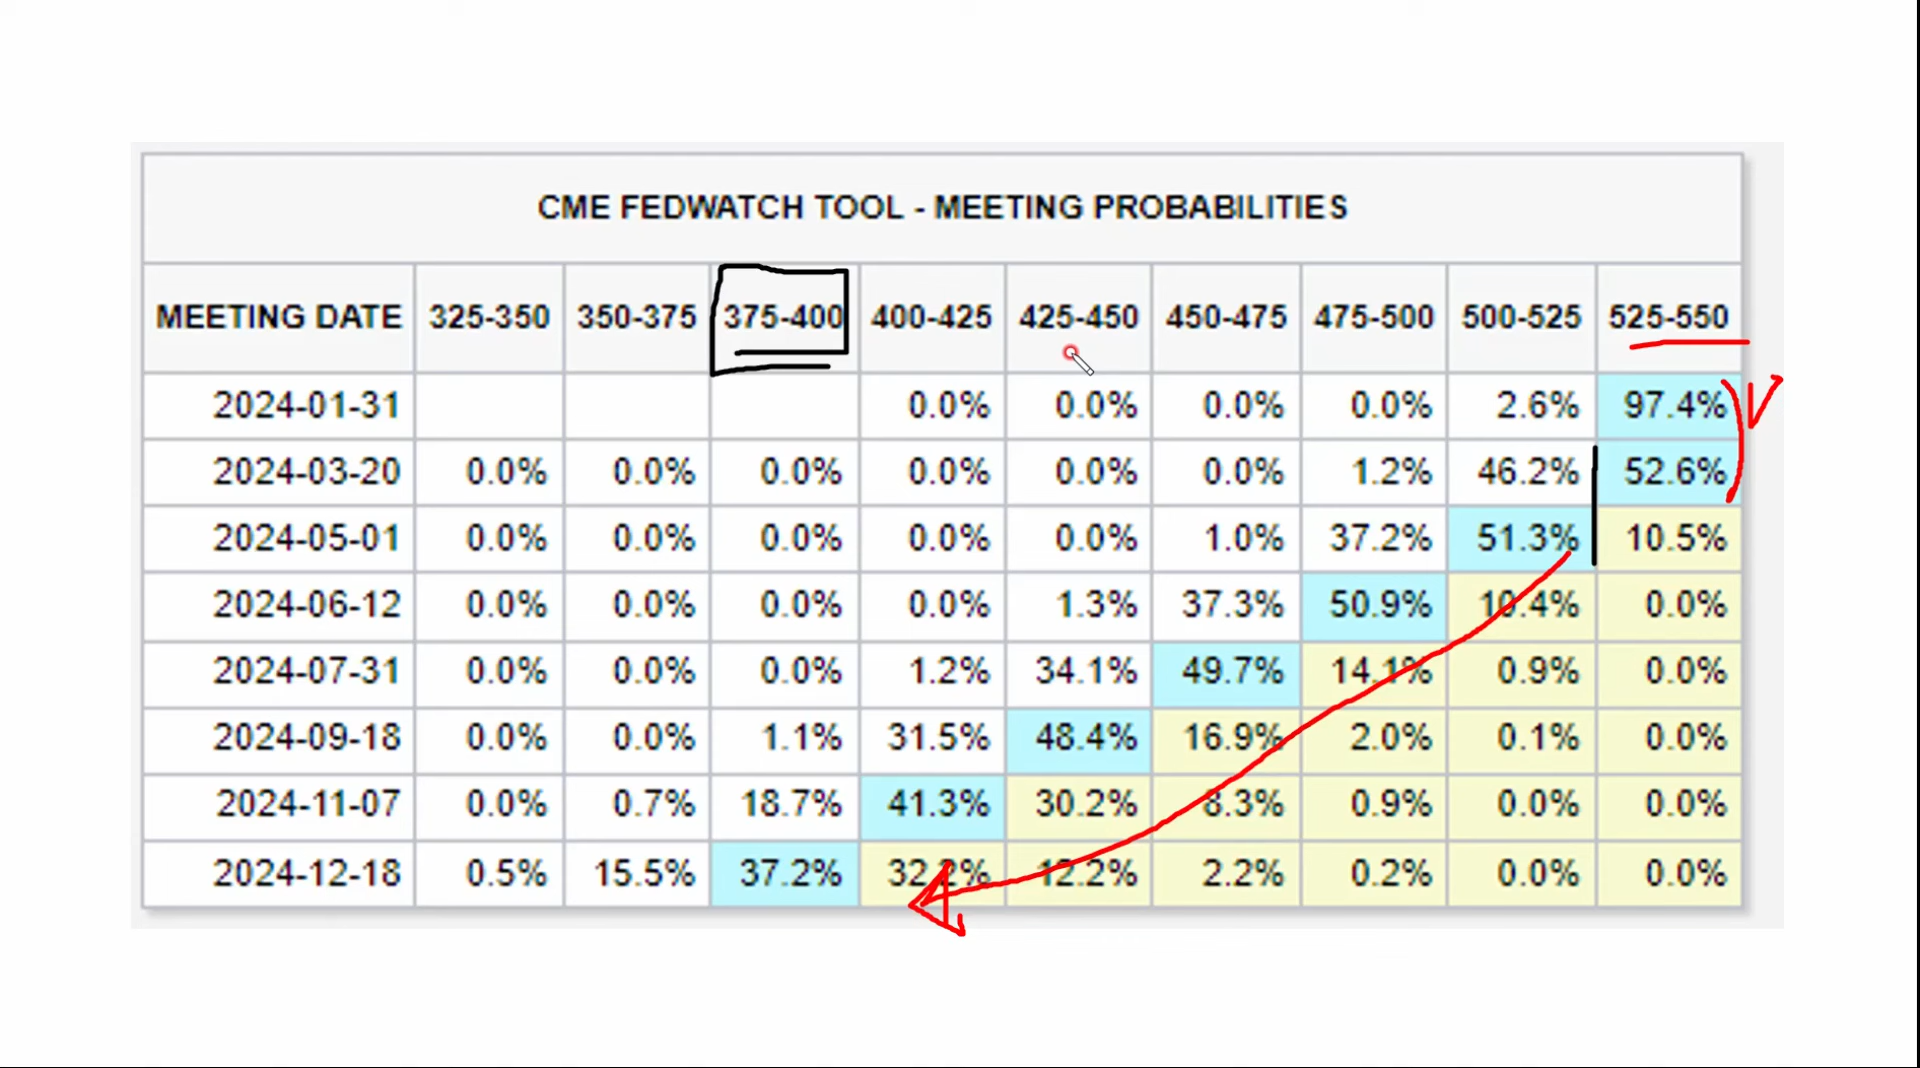 CME FEDWATCH TOOL - MEETING PROBABILITIES
MEETING DATE 325-350 350-375 375-400 400-425 425-450 450-475 475-500 500-525 525-550
2024-01-31 0.0% 0.0% 0.0% 0.0% 2.6% 97.4%
2024-03-20 0.0% 0.0% 0.0% 0.0% 0.0% 1.2% 46.2% 52.6%
2024-05-01 0.0% 0.0% 0.0% 0.0% 0.0% 1.0% 37.2% 51.3% 10.5%
2024-06-12 0.0% 0.0% 0.0% 0.0% 1.3% 37.3% 50.9% 10.4% 0.0%
2024-07-31 0.0% 0.0% 0.0% 1.2% 34.1% 49.7% 14.1% 0.9% 0.0%
2024-09-18 0.0% 0.0% 1.1% 31.5% 48.4% 16.9% 2.0% 0.1% 0.0%
2024-11-07 0.0% 0.7% 18.7% 41.3% 30.2% 8.3% 0.9% 0.0% 0.0%
2024-12-18 0.5% 15.5% 37.2% 32.2% 12.2% 2.2% 0.2% 0.0% 0.0%